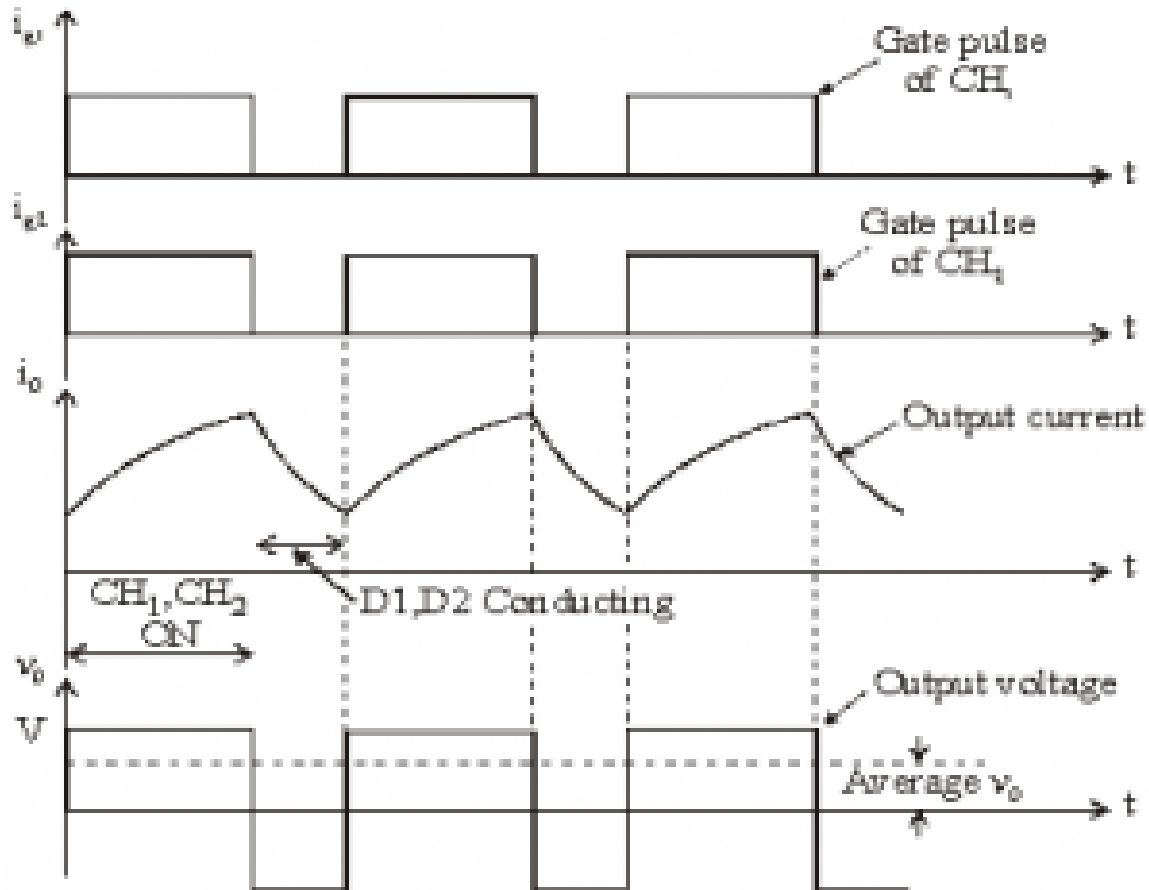 t
Gate pulse
of CH
t
Gate pulse
of CH
i₀
Output current
t
CH₁,CH₂
ON
D1,D2 Conducting
v₀
V
Output voltage
Average v₀
t